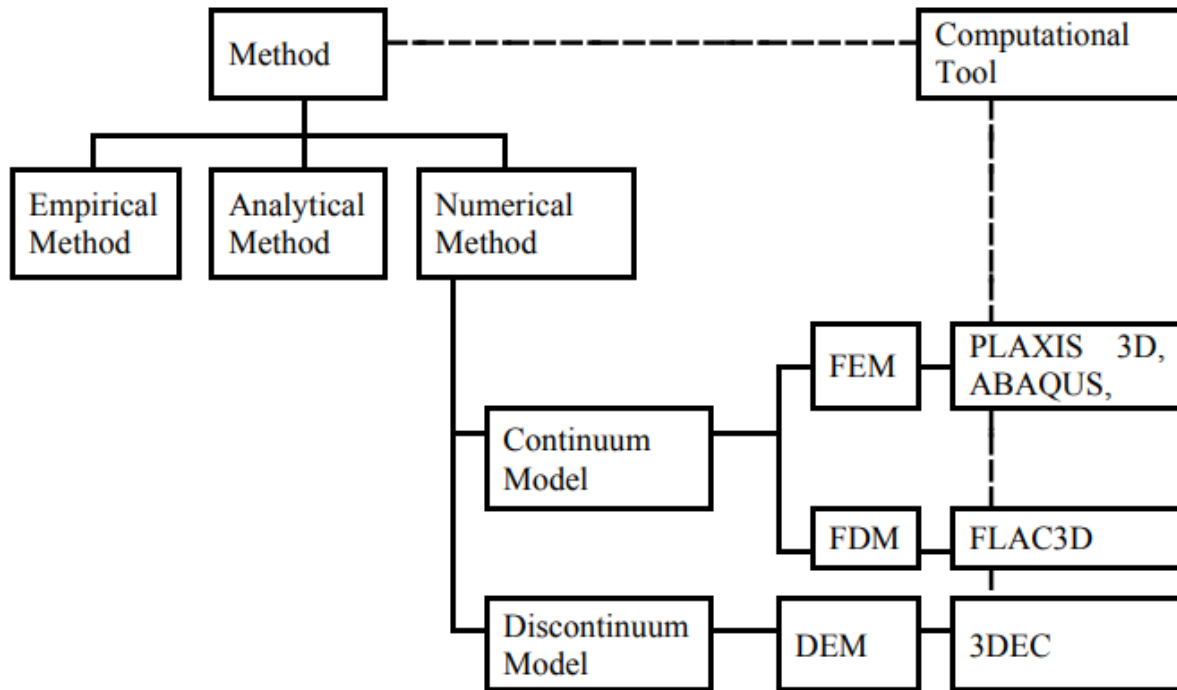 Method
Computational
Tool
Empirical
Method
Analytical
Method
Numerical
Method
FEM
PLAXIS 3D,
ABAQUS,
Continuum
Model
FDM
FLAC3D
Discontinuum
Model
DEM
3DEC